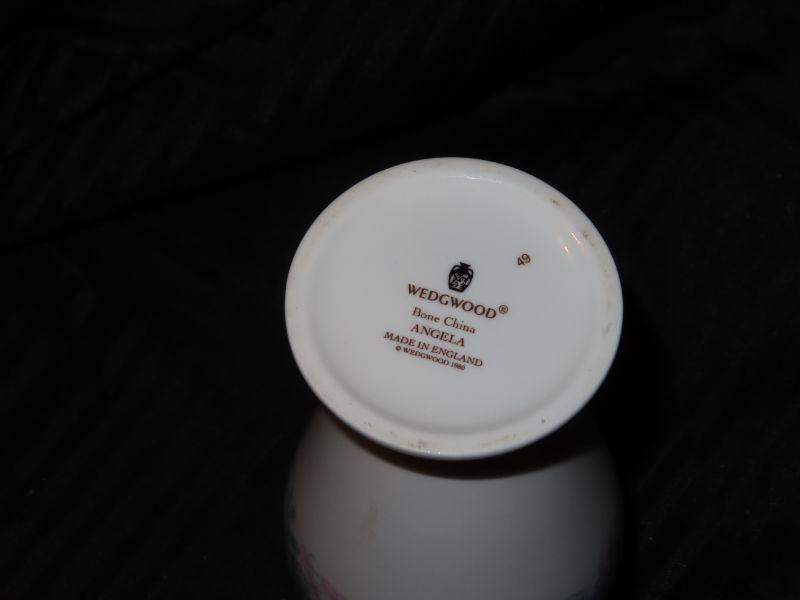 49
WEDGWOOD®
Bone China
ANGELA
MADE IN ENGLAND
© WEDGWOOD 1980